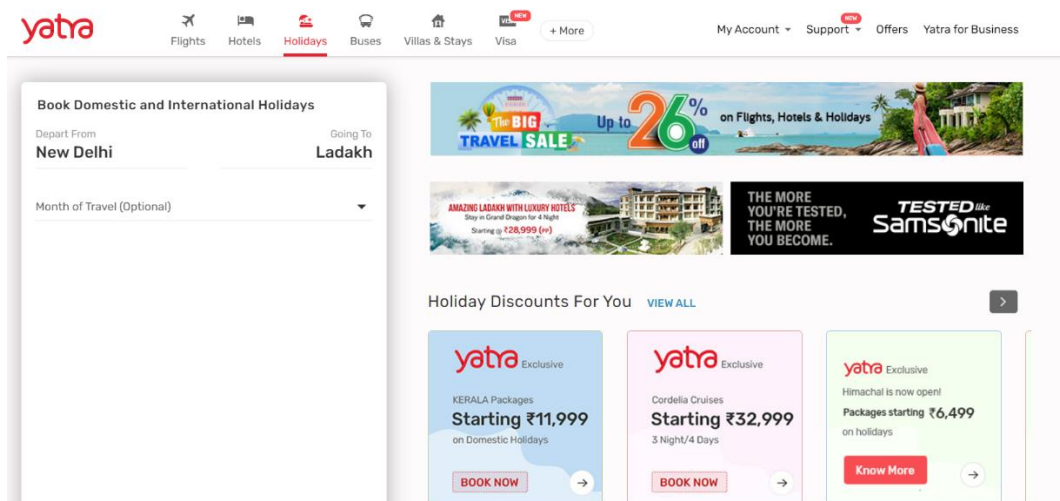 yatra
Flights
Hotels
Holidays
Buses
Villas & Stays
NEW
Visa
+ More
My Account
NEW
Support
Offers
Yatra for Business
Book Domestic and International Holidays
Depart From
Going To
New Delhi
Ladakh
Month of Travel (Optional)
The BIG
TRAVEL SALE
Up to 26% off
on Flights, Hotels & Holidays
AMAZING LADAKH WITH LUXURY HOTELS
Stay in Grand Dragon for 4 Night
Starting @ ₹28,999 (PP)
THE MORE
YOU'RE TESTED,
THE MORE
YOU BECOME.
TESTED like
Samsonite
Holiday Discounts For You VIEW ALL
yatra Exclusive
KERALA Packages
Starting ₹11,999
on Domestic Holidays
BOOK NOW
yatra Exclusive
Cordelia Cruises
Starting ₹32,999
3 Night/4 Days
BOOK NOW
yatra Exclusive
Himachal is now open!
Packages starting ₹6,499
on holidays
Know More